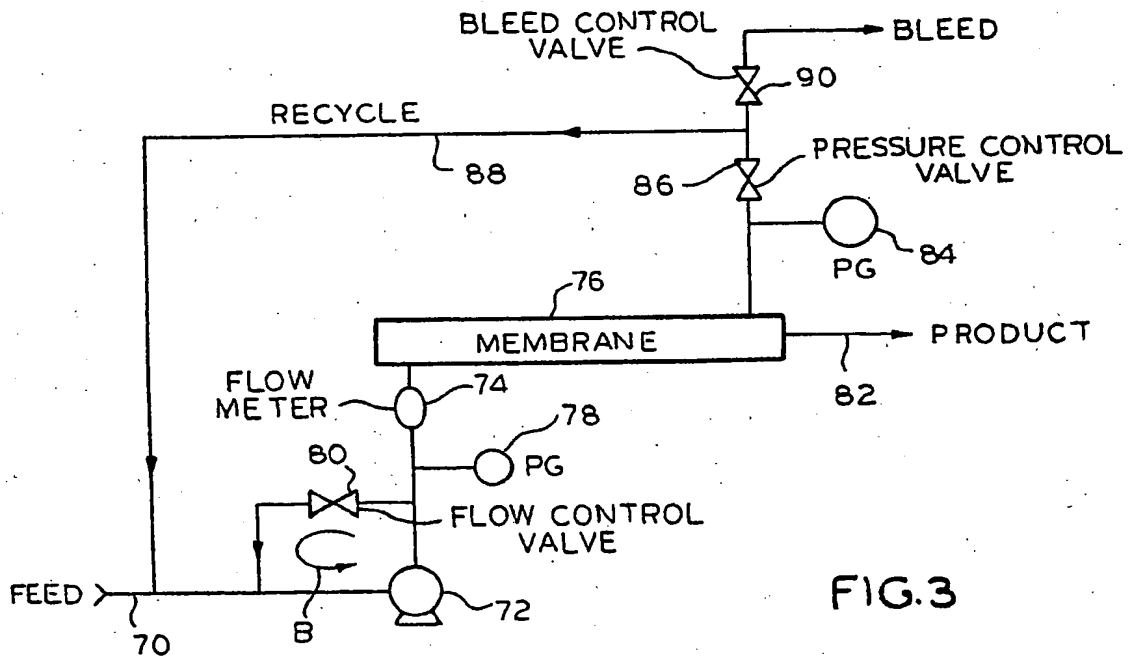 BLEED CONTROL
VALVE
BLEED
90
RECYCLE
88
86
PRESSURE CONTROL
VALVE
84
PG
76
MEMBRANE
PRODUCT
82
FLOW
METER
74
78
PG
80
FLOW CONTROL
VALVE
FEED
70
B
72
FIG.3